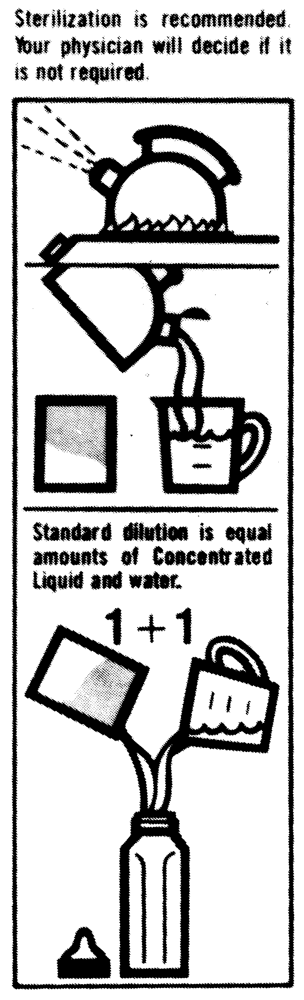 Sterilization is recommended.
Your physician will decide if it
is not required.
Standard dilution is equal
amounts of Concentrated
Liquid and water.
1 + 1